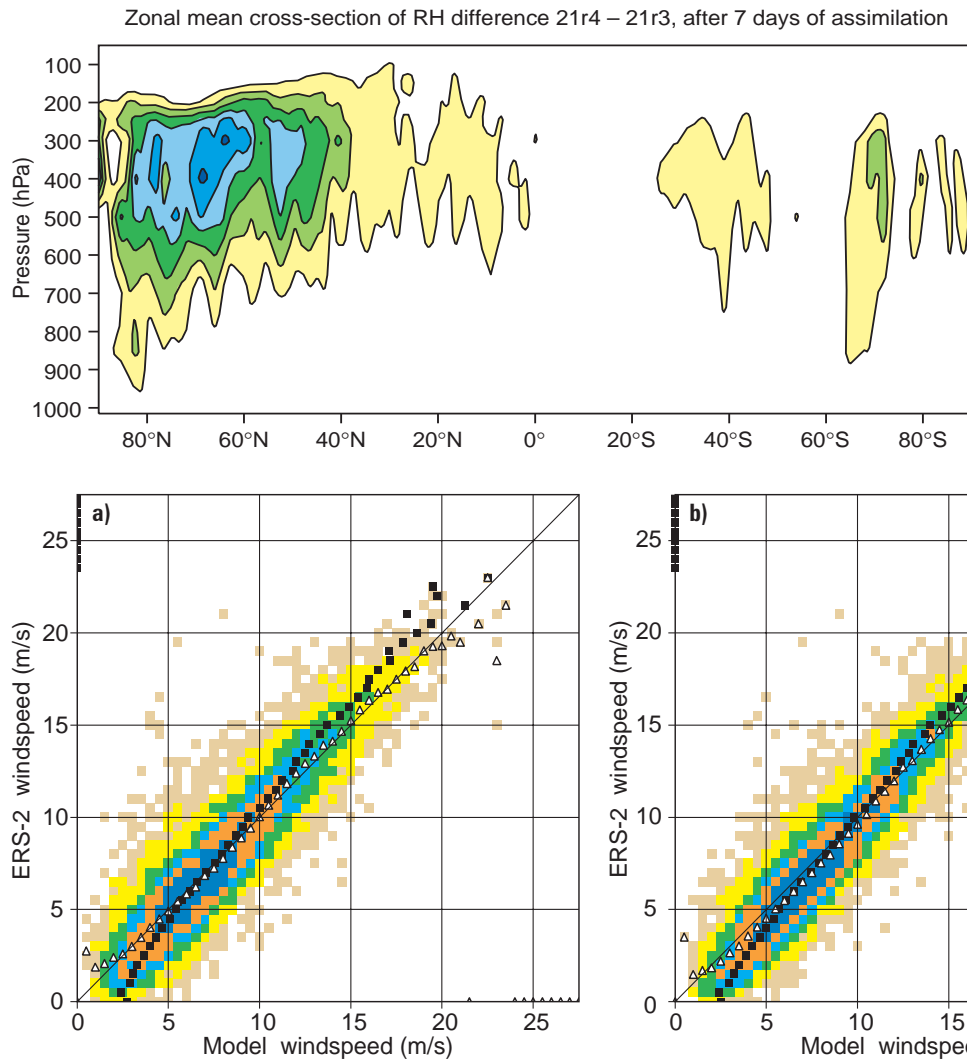 Zonal mean cross-section of RH difference 21r4 – 21r3, after 7 days of assimilation
Pressure (hPa)
100
200
300
400
500
600
700
800
900
1000
80°N 60°N 40°N 20°N 0° 20°S 40°S 60°S 80°S
a)
ERS-2 windspeed (m/s)
25
20
15
10
5
0
0 5 10 15 20 25
Model windspeed (m/s)
b)
ERS-2 windspeed (m/s)
25
20
15
10
5
0
0 5 10 15
Model windspee